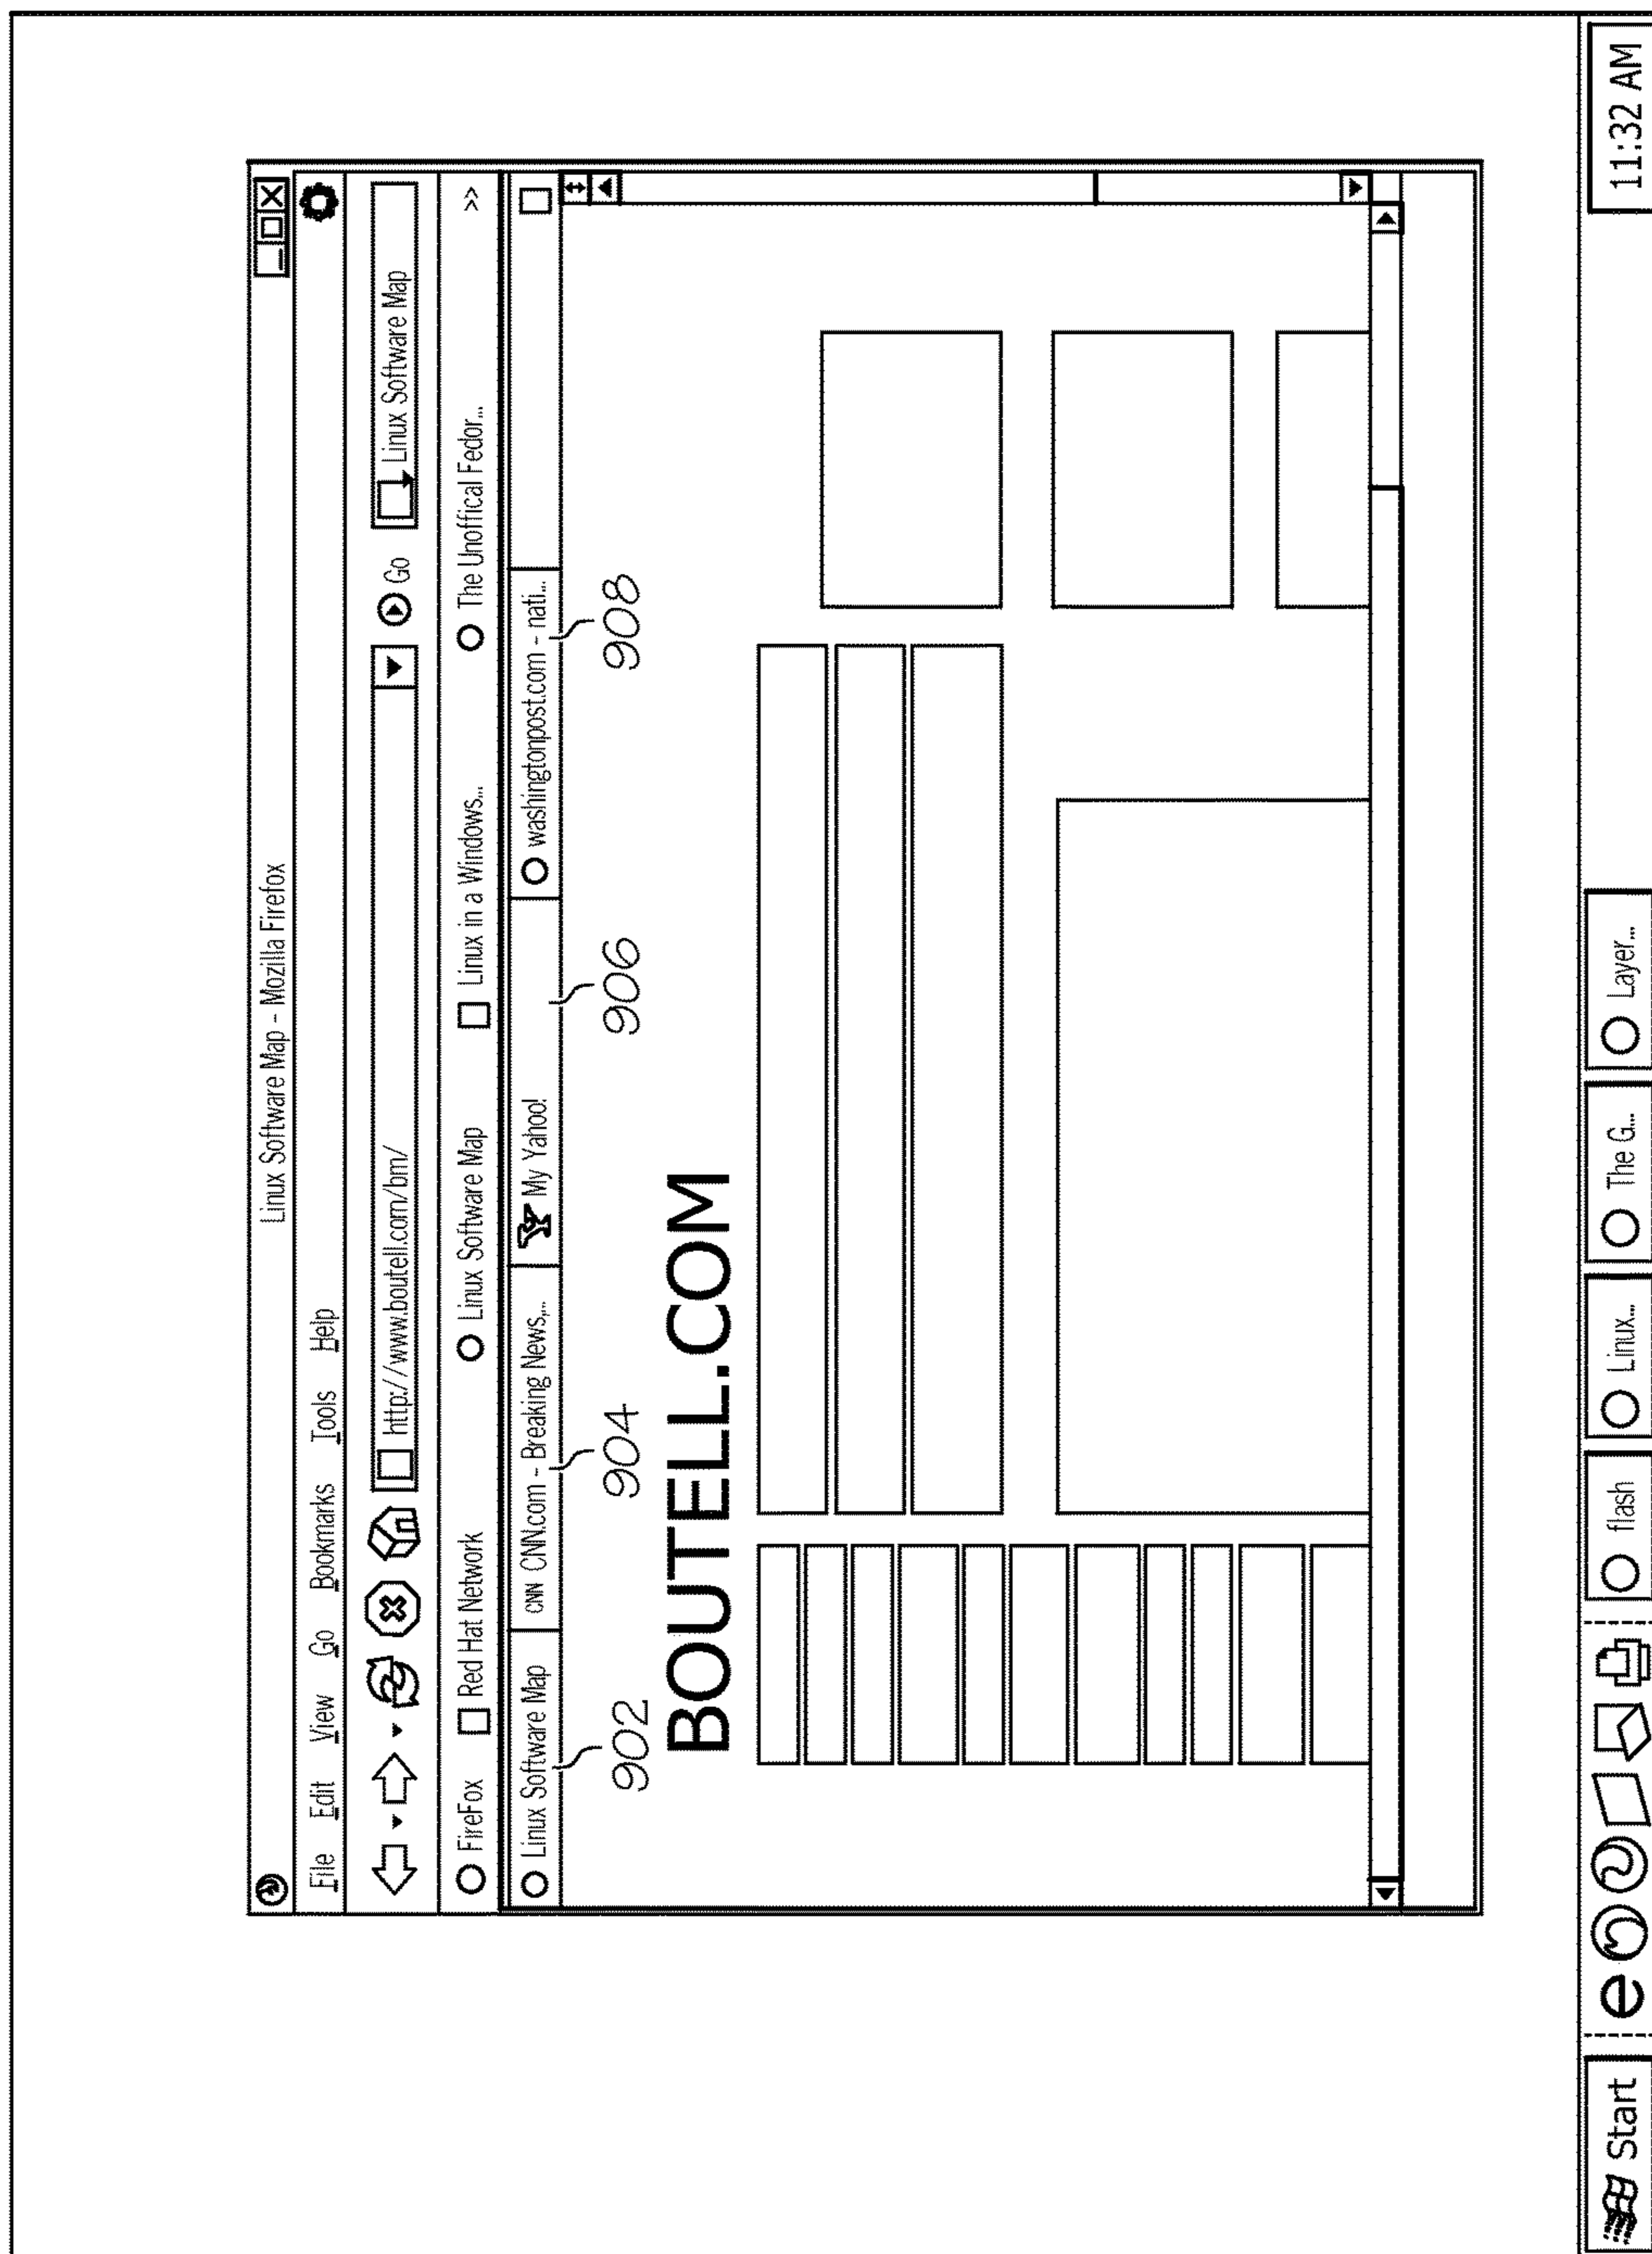 Linux Software Map - Mozilla Firefox
File Edit View Go Bookmarks Tools Help
http://www.boutell.com/bm/ Go Linux Software Map
FireFox Red Hat Network Linux Software Map Linux in a Windows... The Unoffical Fedor... >>
Linux Software Map CNN CNN.com - Breaking News,... My Yahoo! washingtonpost.com - nati...
902 904 906 908
BOUTELL.COM
Start e flash Linux... The G... Layer... 11:32 AM